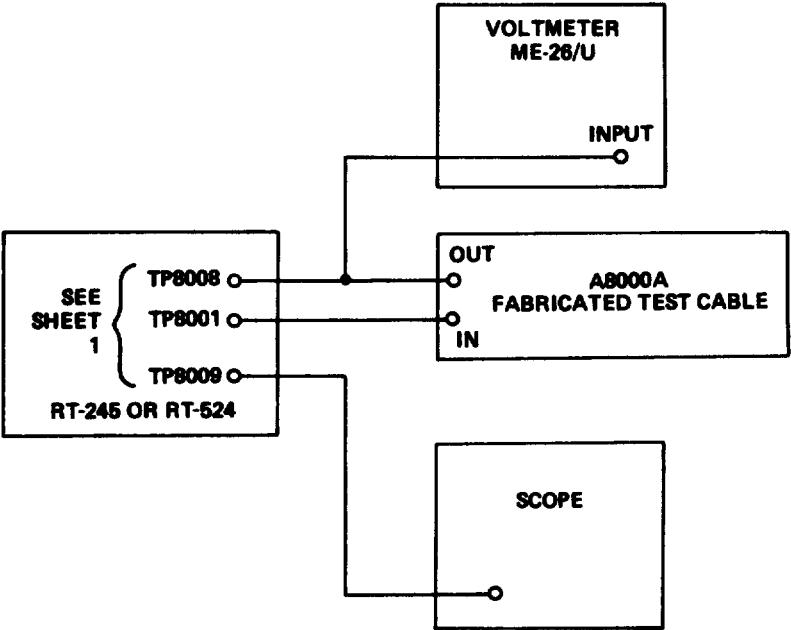 VOLTMETER
ME-26/U
INPUT
SEE
SHEET
1
TP8008
TP8001
TP8009
RT-245 OR RT-524
OUT
IN
A8000A
FABRICATED TEST CABLE
SCOPE